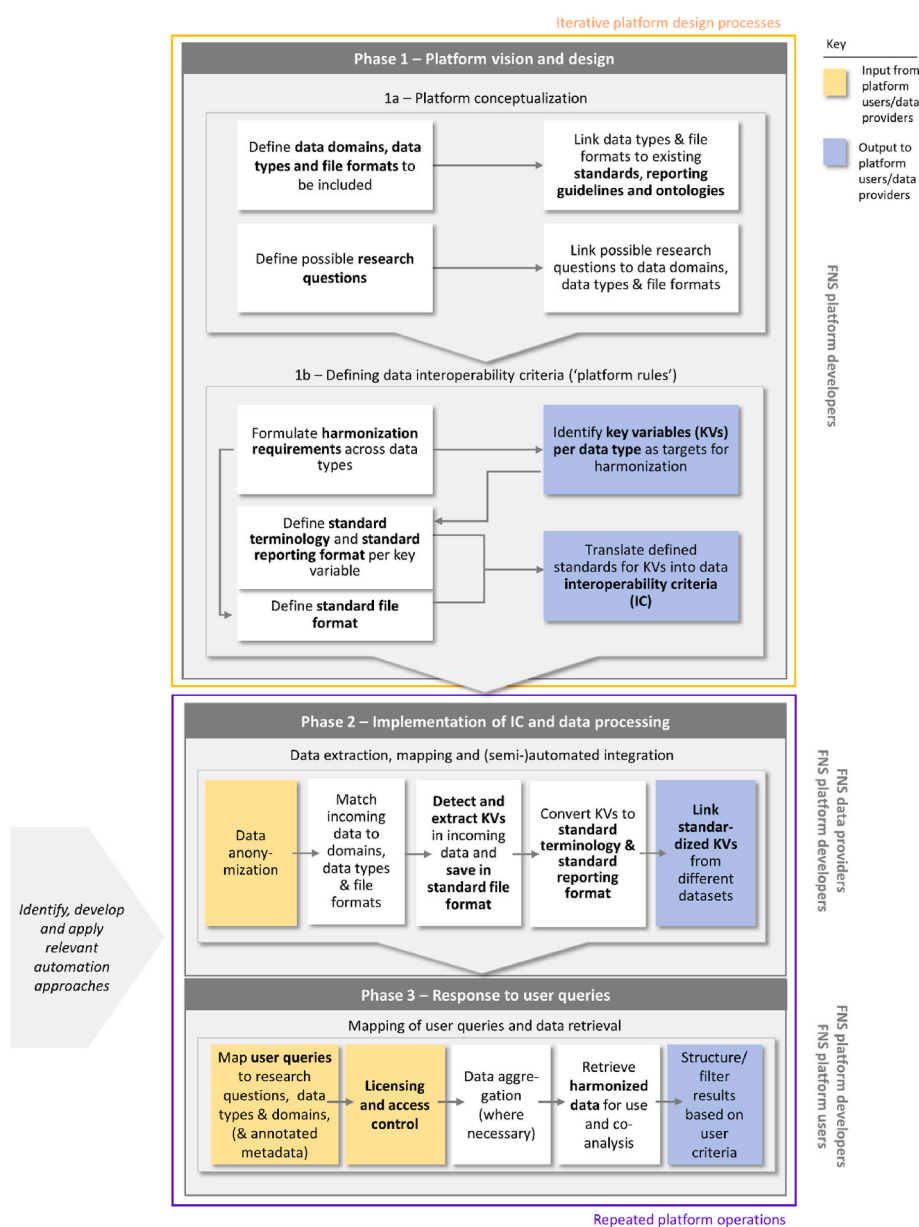 Iterative platform design processes
Key
Input from
platform
users/data
providers
Output to
platform
users/data
providers
Phase 1 – Platform vision and design
1a – Platform conceptualization
Define data domains, data
types and file formats to
be included
Link data types & file
formats to existing
standards, reporting
guidelines and ontologies
Define possible research
questions
Link possible research
questions to data domains,
data types & file formats
FNS platform developers
1b – Defining data interoperability criteria (‘platform rules’)
Formulate harmonization
requirements across data
types
Identify key variables (KVs)
per data type as targets for
harmonization
Define standard
terminology and standard
reporting format per key
variable
Define standard file
format
Translate defined
standards for KVs into data
interoperability criteria
(IC)
Phase 2 – Implementation of IC and data processing
Data extraction, mapping and (semi-)automated integration
Data
anony-
mization
Match
incoming
data to
domains,
data types
& file
formats
Detect and
extract KVs
in incoming
data and
save in
standard file
format
Convert KVs to
standard
terminology &
standard
reporting
format
Link
standar-
dized KVs
from
different
datasets
FNS data providers
FNS platform developers
Identify, develop
and apply
relevant
automation
approaches
Phase 3 – Response to user queries
Mapping of user queries and data retrieval
Map user queries
to research
questions, data
types & domains,
(& annotated
metadata)
Licensing
and access
control
Data aggre-
gation
(where
necessary)
Retrieve
harmonized
data for use
and co-
analysis
Structure/
filter
results
based on
user
criteria
FNS platform developers
FNS platform users
Repeated platform operations